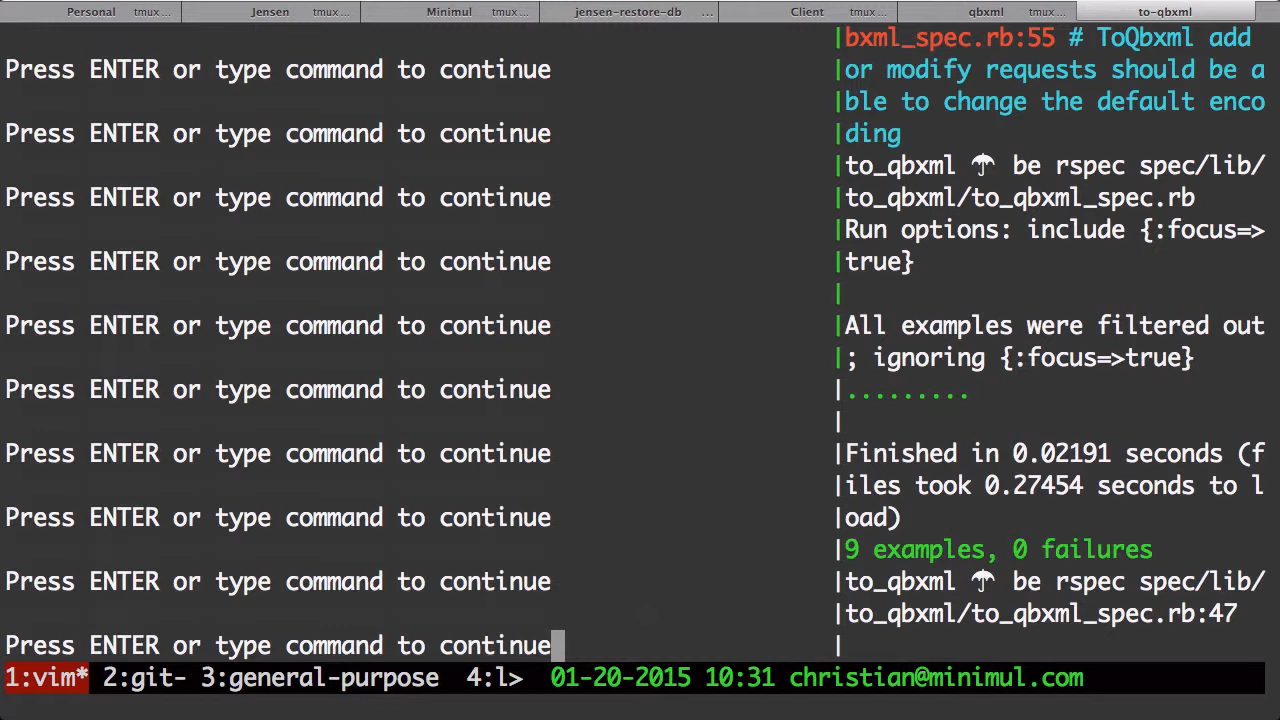 Personal tmux ... Jensen tmux ... Minimul tmux ... jensen-restore-db ... Client tmux ... qbxml tmux ... to-qbxml
Press ENTER or type command to continue
Press ENTER or type command to continue
Press ENTER or type command to continue
Press ENTER or type command to continue
Press ENTER or type command to continue
Press ENTER or type command to continue
Press ENTER or type command to continue
Press ENTER or type command to continue
Press ENTER or type command to continue
Press ENTER or type command to continue
|bxml_spec.rb:55 # ToQbxml add
|or modify requests should be a
|ble to change the default enco
|ding
|to_qbxml ☂ be rspec spec/lib/
|to_qbxml/to_qbxml_spec.rb
|Run options: include {:focus=>
|true}
|
|All examples were filtered out
|; ignoring {:focus=>true}
|.........
|
|Finished in 0.02191 seconds (f
|iles took 0.27454 seconds to l
|oad)
|9 examples, 0 failures
|to_qbxml ☂ be rspec spec/lib/
|to_qbxml/to_qbxml_spec.rb:47
|
1:vim* 2:git- 3:general-purpose 4:l> 01-20-2015 10:31 christian@minimul.com